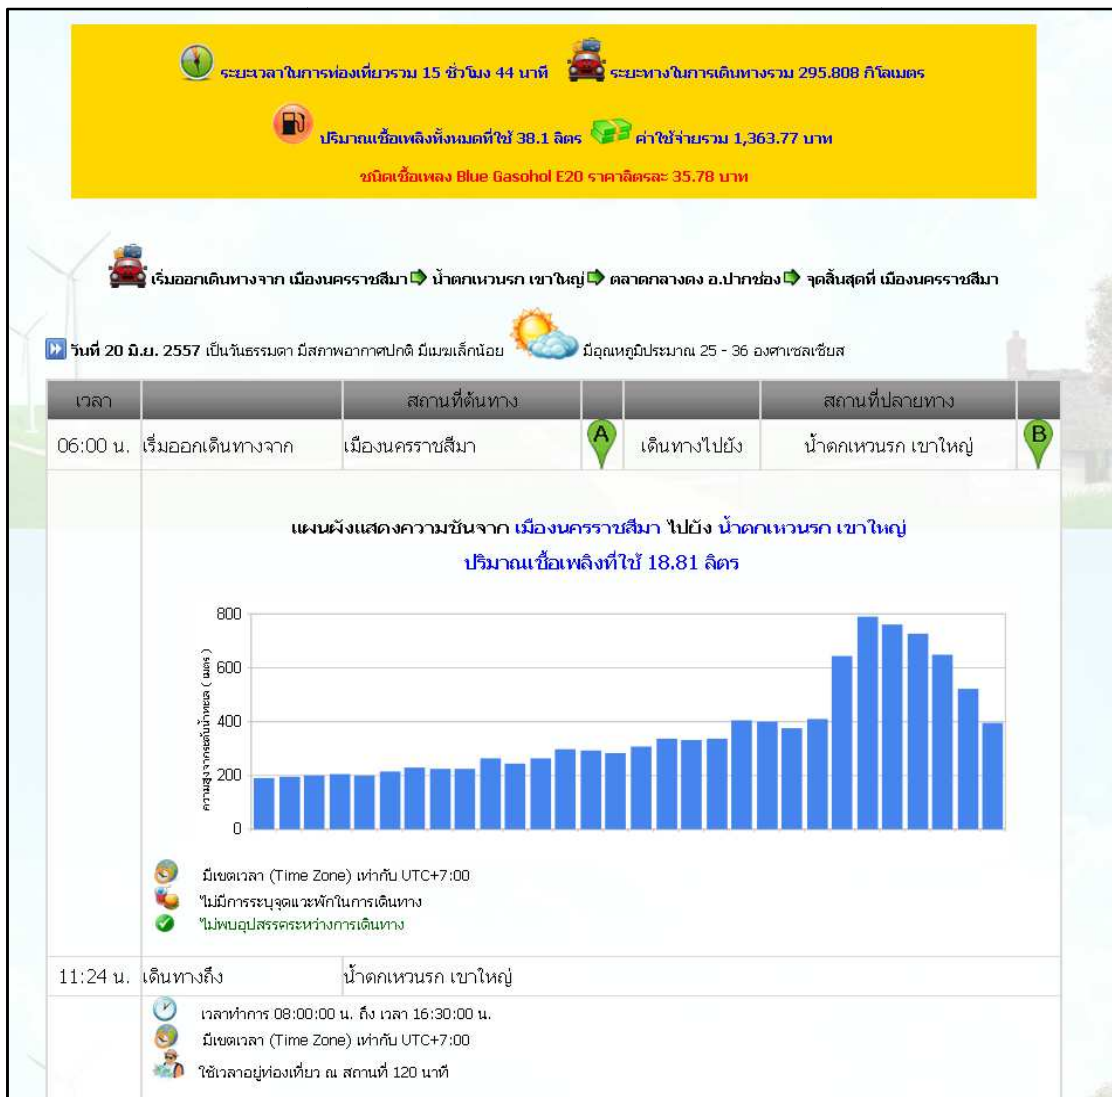 ระยะเวลาในการท่องเที่ยวรวม 15 ชั่วโมง 44 นาที ระยะทางในการเดินทางรวม 295.808 กิโลเมตร
ปริมาณเชื้อเพลิงทั้งหมดที่ใช้ 38.1 ลิตร ค่าใช้จ่ายรวม 1,363.77 บาท
ชนิดเชื้อเพลง Blue Gasohol E20 ราคาลิตรละ 35.78 บาท
เริ่มออกเดินทางจาก เมืองนครราชสีมา น้ำตกเหวนรก เขาใหญ่ ตลาดกลางดง อ.ปากช่อง จุดสิ้นสุดที่ เมืองนครราชสีมา
วันที่ 20 มิ.ย. 2557 เป็นวันธรรมดา มีสภาพอากาศปกติ มีเมฆเล็กน้อย มีอุณหภูมิประมาณ 25 - 36 องศาเซลเซียส
เวลา สถานที่ต้นทาง สถานที่ปลายทาง
06:00 น. เริ่มออกเดินทางจาก เมืองนครราชสีมา A เดินทางไปยัง น้ำตกเหวนรก เขาใหญ่ B
แผนผังแสดงความชันจาก เมืองนครราชสีมา ไปยัง น้ำตกเหวนรก เขาใหญ่
ปริมาณเชื้อเพลิงที่ใช้ 18.81 ลิตร
ความสูงจากระดับน้ำทะเล ( เมตร )
800
600
400
200
0
มีเขตเวลา (Time Zone) เท่ากับ UTC+7:00
ไม่มีการระบุจุดแวะพักในการเดินทาง
ไม่พบอุปสรรคระหว่างการเดินทาง
11:24 น. เดินทางถึง น้ำตกเหวนรก เขาใหญ่
เวลาทำการ 08:00:00 น. ถึง เวลา 16:30:00 น.
มีเขตเวลา (Time Zone) เท่ากับ UTC+7:00
ใช้เวลาอยู่ท่องเที่ยว ณ สถานที่ 120 นาที